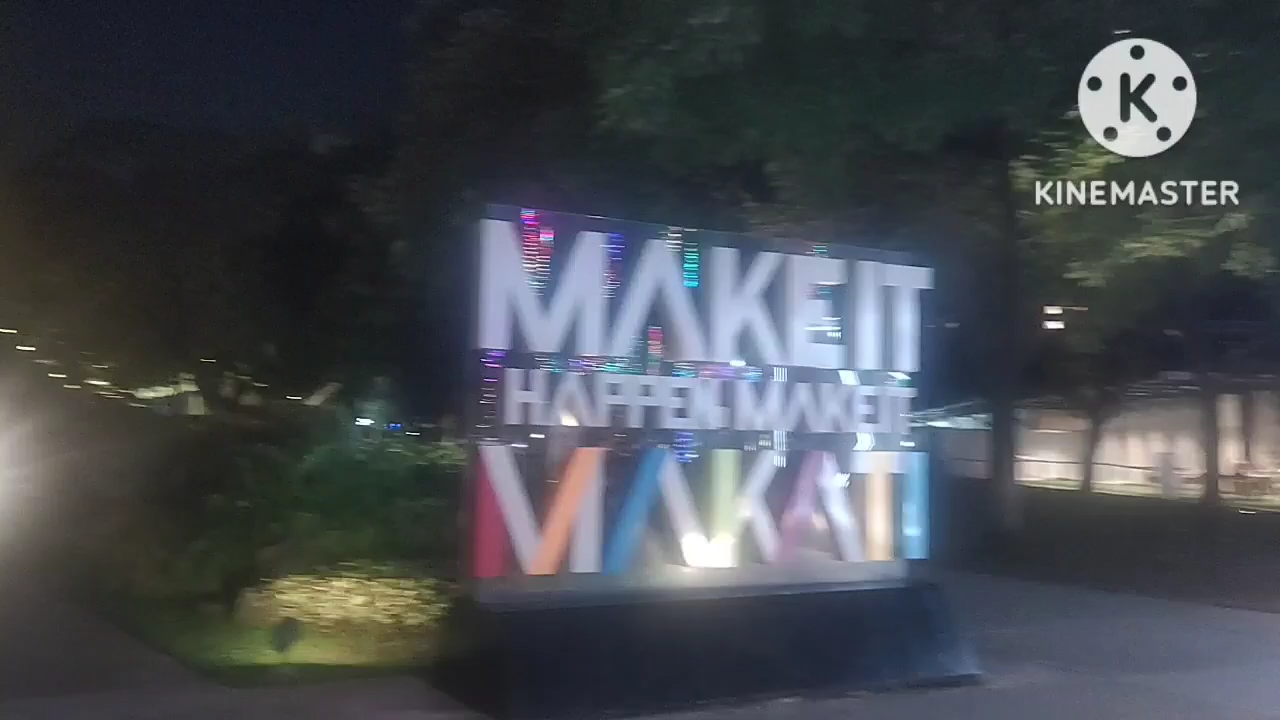 K
KINEMASTER
MAKE IT
HAPPEN, MAKE IT
MAKATI